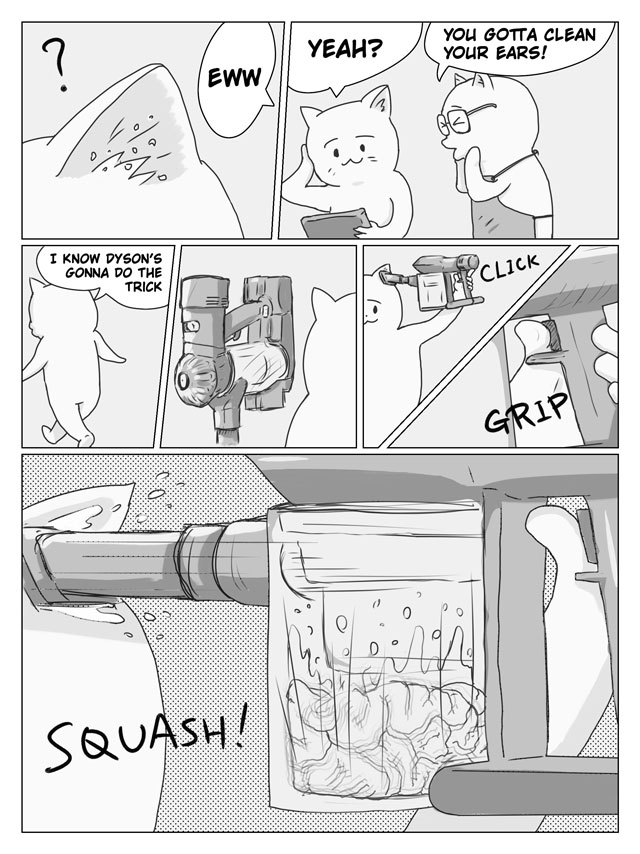 ?
EWW
YEAH?
YOU GOTTA CLEAN
YOUR EARS!
I KNOW DYSON'S
GONNA DO THE
TRICK
CLICK
GRIP
SQUASH!